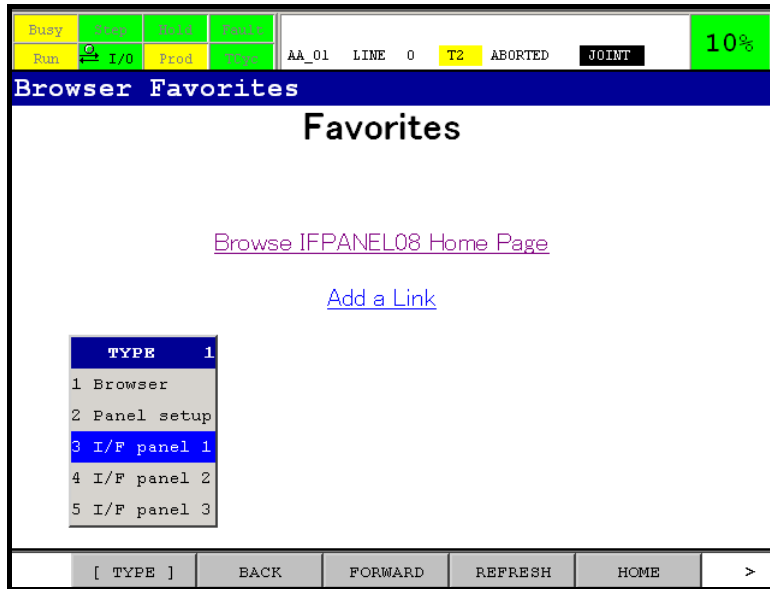 Busy Step Hold Fault
Run I/O Prod TCyc AA_01 LINE 0 T2 ABORTED JOINT 10%
Browser Favorites
Favorites
Browse IFPANEL08 Home Page
Add a Link
TYPE 1
1 Browser
2 Panel setup
3 I/F panel 1
4 I/F panel 2
5 I/F panel 3
[ TYPE ] BACK FORWARD REFRESH HOME >